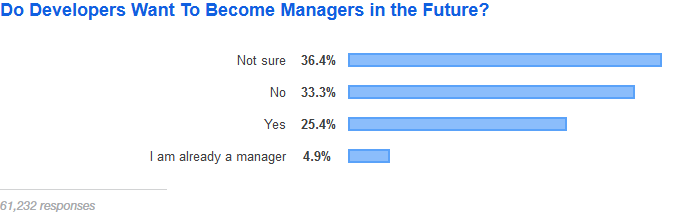 Do Developers Want To Become Managers in the Future?
Not sure 36.4%
No 33.3%
Yes 25.4%
I am already a manager 4.9%
61,232 responses